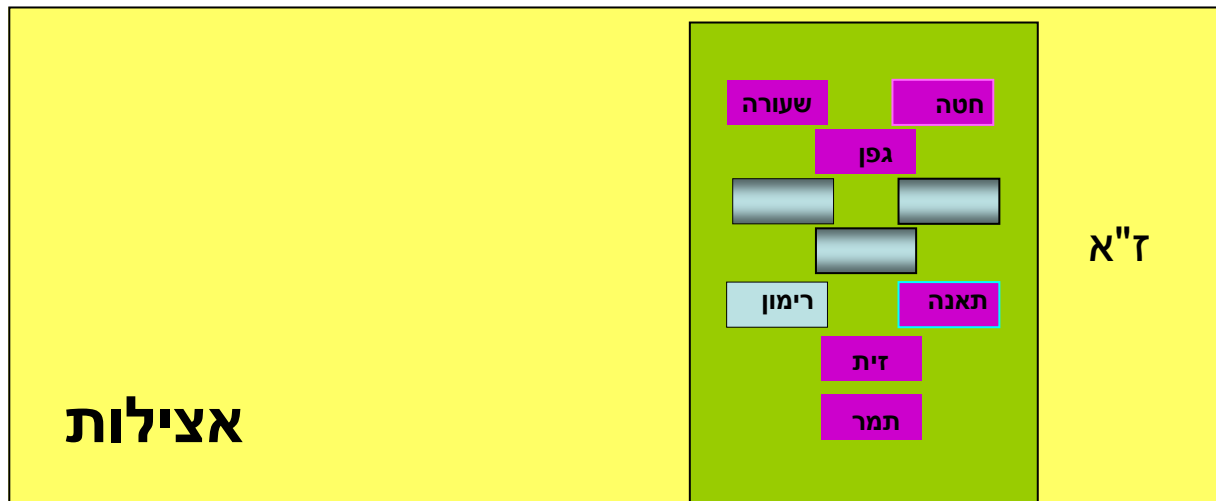 חטה
שעורה
גפן
ז"א
תאנה
רימון
זית
תמר
אצילות